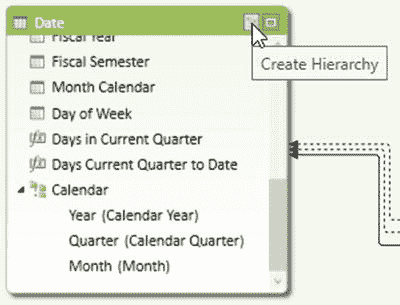 Date
Fiscal Year
Create Hierarchy
Fiscal Semester
Month Calendar
Day of Week
Days in Current Quarter
Days Current Quarter to Date
Calendar
Year (Calendar Year)
Quarter (Calendar Quarter)
Month (Month)